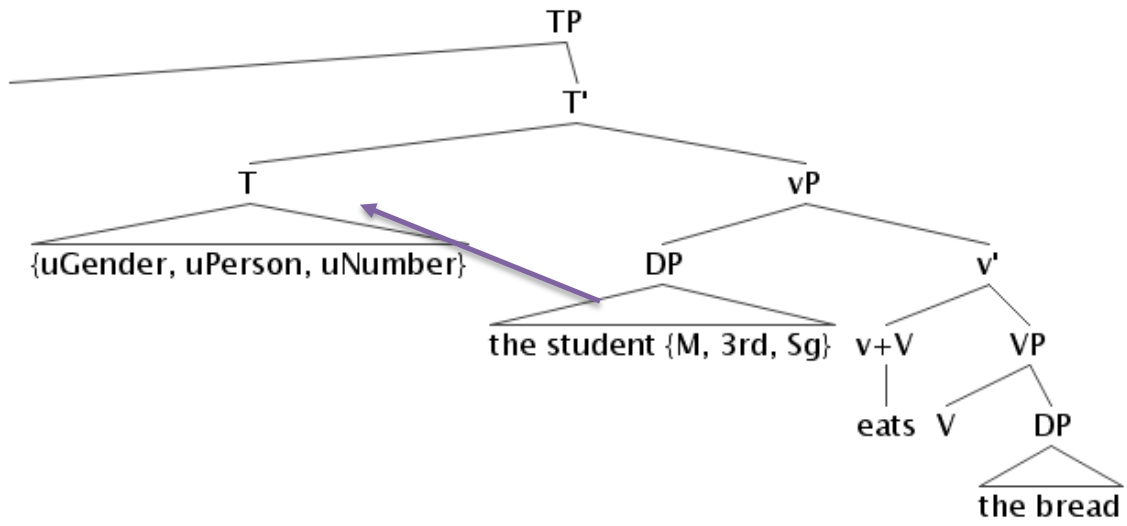 TP
T'
T vP
{uGender, uPerson, uNumber} DP v'
the student {M, 3rd, Sg} v+V VP
eats V DP
the bread